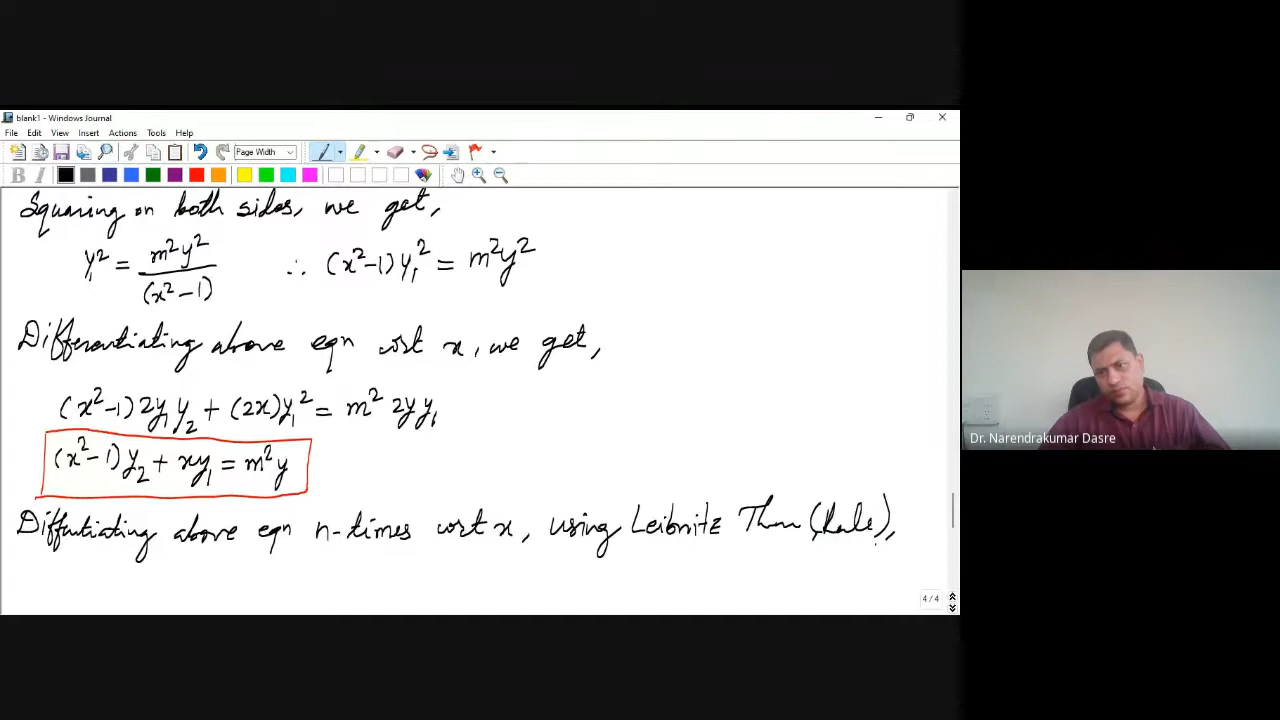 blank1 - Windows Journal
File Edit View Insert Actions Tools Help
Page Width
B I
Squaring on both sides, we get,
y₁² = m²y²/(x²-1) ∴ (x²-1)y₁² = m²y²
Differentiating above eqn wrt x, we get,
(x²-1)2y₁y₂ + (2x)y₁² = m² 2yy₁
(x²-1)y₂ + xy₁ = m²y
Diffntiating above eqn n-times wrt x, using Leibnitz Thm (Rule),
4 / 4
Dr. Narendrakumar Dasre